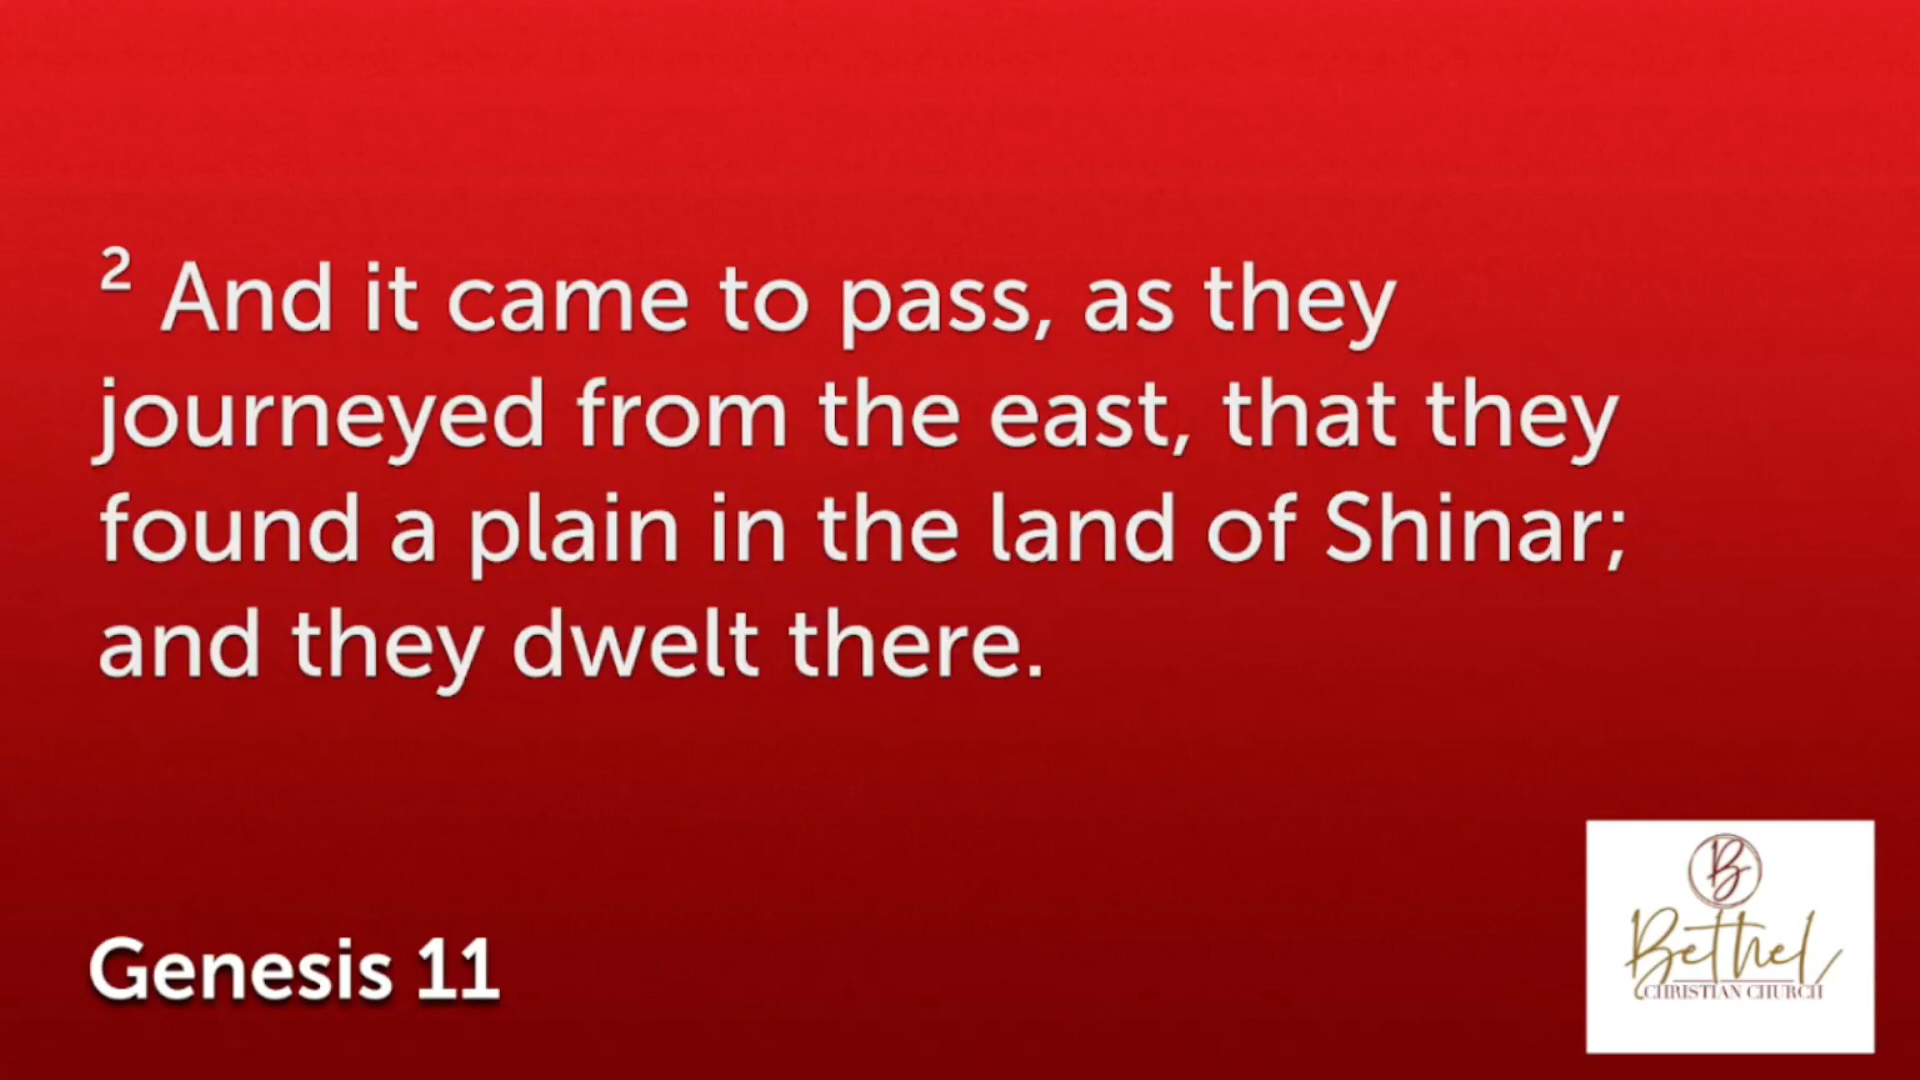 ² And it came to pass, as they
journeyed from the east, that they
found a plain in the land of Shinar;
and they dwelt there.
Genesis 11
B
Bethel
CHRISTIAN CHURCH